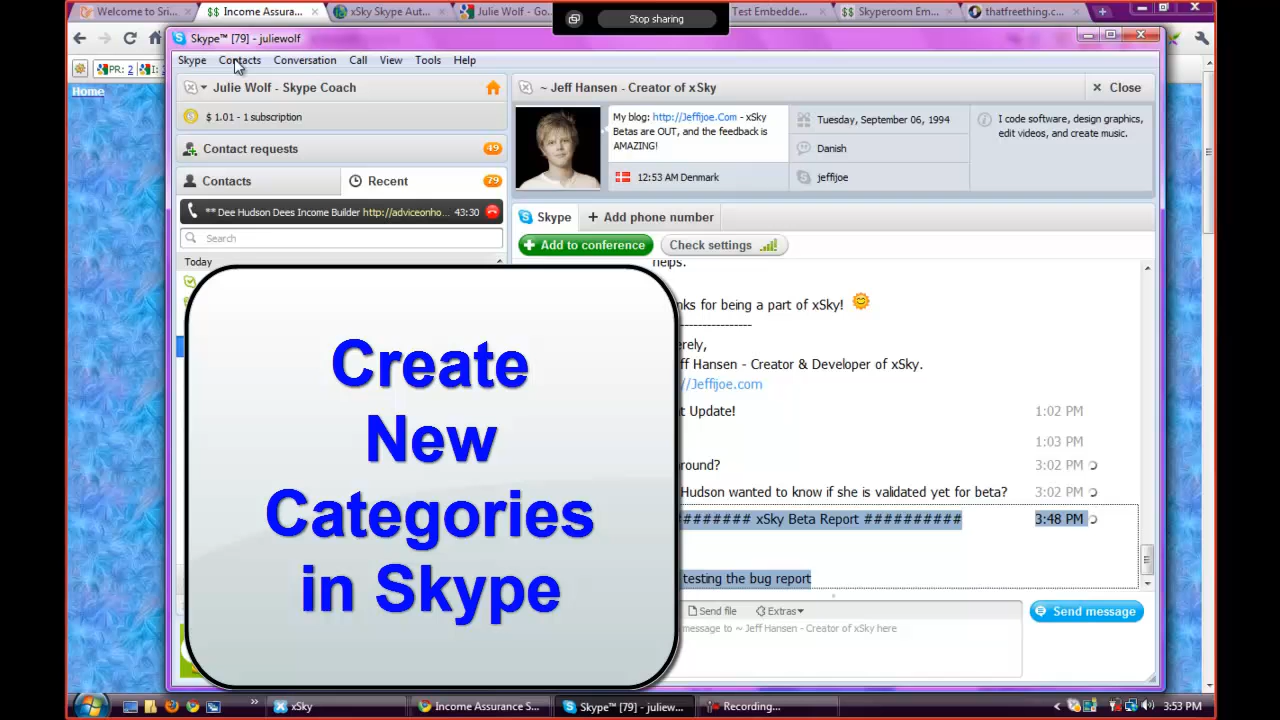 Welcome to Sri...
$$ Income Assura...
xSky Skype Aut...
Julie Wolf - Go...
Stop sharing
Test Embedde...
$$ Skyperoom Em...
thatfreething.c...
Skype™ [79] - juliewolf
PR: 2
I:
Home
Skype Contacts Conversation Call View Tools Help
Julie Wolf - Skype Coach
$ 1.01 - 1 subscription
Contact requests 49
Contacts
Recent 79
** Dee Hudson Dees Income Builder http://adviceonho... 43:30
Search
Today
~ Jeff Hansen - Creator of xSky
Close
My blog: http://Jeffijoe.Com - xSky
Betas are OUT, and the feedback is
AMAZING!
12:53 AM Denmark
Tuesday, September 06, 1994
Danish
jeffijoe
I code software, design graphics,
edit videos, and create music.
Skype
+ Add phone number
Add to conference
Check settings
helps.
nks for being a part of xSky!
----------------
erely,
ff Hansen - Creator & Developer of xSky.
//Jeffijoe.com
t Update! 1:02 PM
1:03 PM
round? 3:02 PM
Hudson wanted to know if she is validated yet for beta? 3:02 PM
####### xSky Beta Report ########## 3:48 PM
testing the bug report
Send file
Extras
message to ~ Jeff Hansen - Creator of xSky here
Send message
Create
New
Categories
in Skype
xSky
Income Assurance S...
Skype™ [79] - juliew...
Recording...
3:53 PM